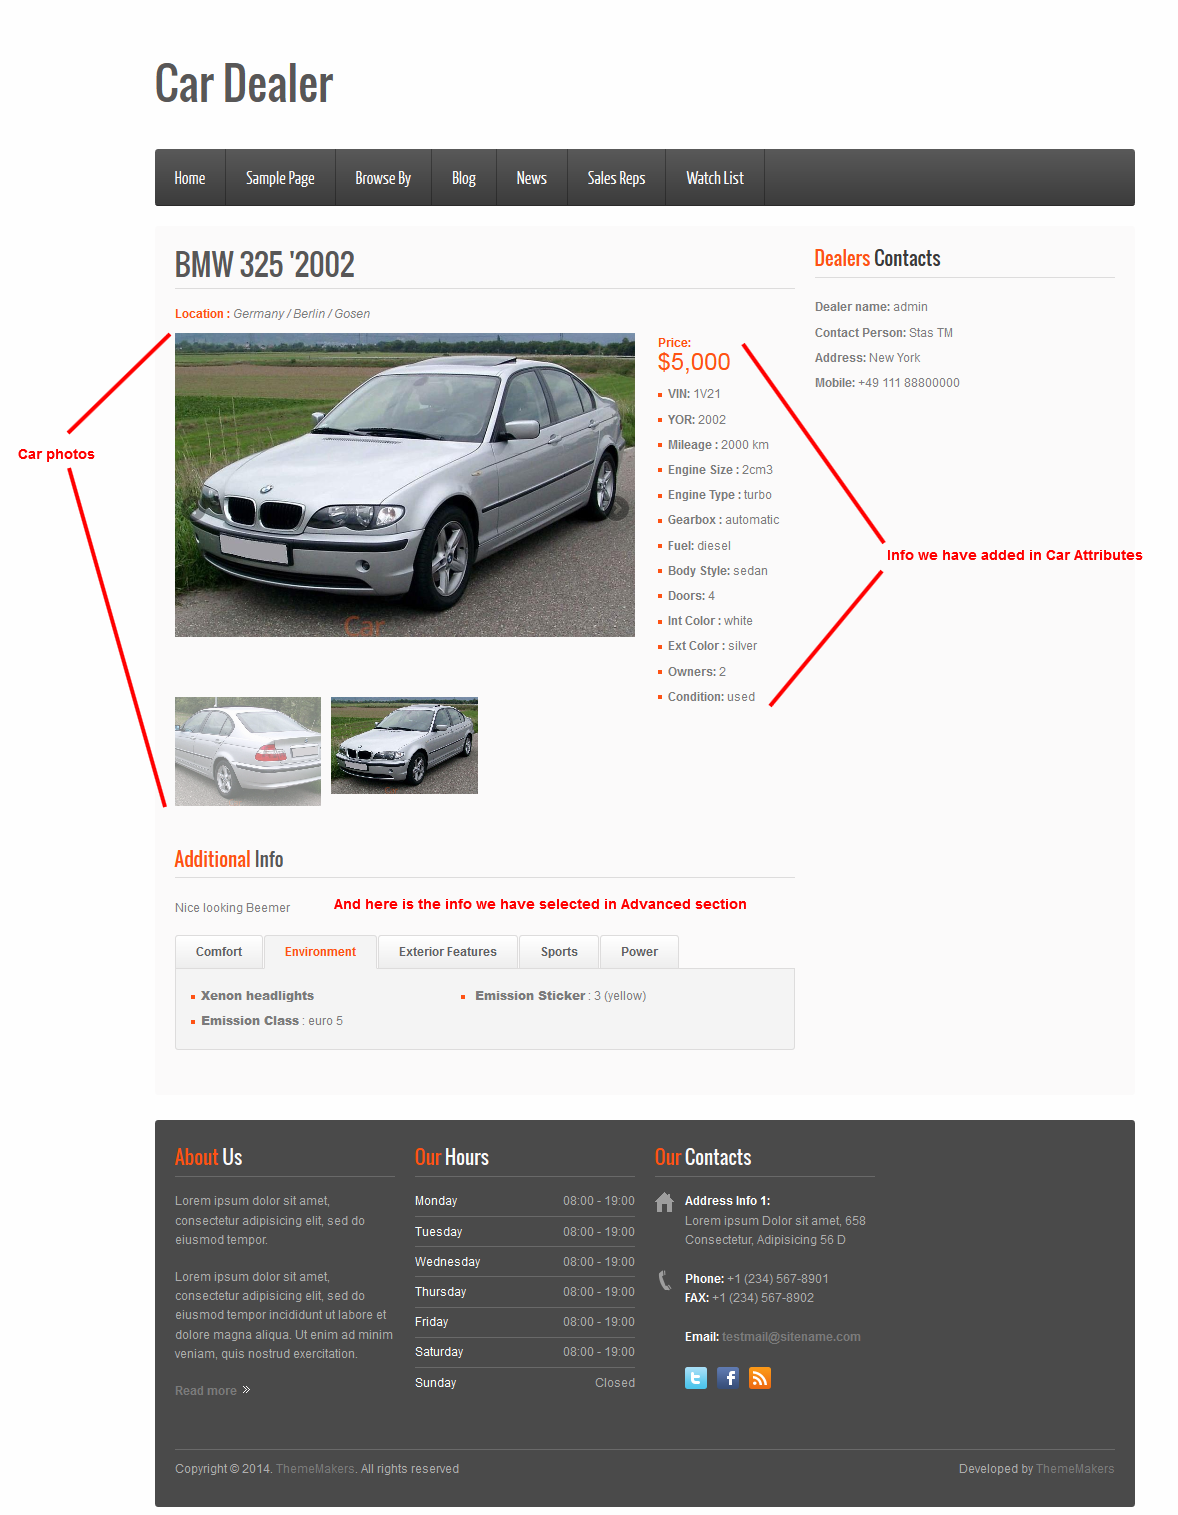 Car Dealer
Home Sample Page Browse By Blog News Sales Reps Watch List
BMW 325 '2002
Location : Germany / Berlin / Gosen
Car photos
Car
Price:
$5,000
VIN: 1V21
YOR: 2002
Mileage : 2000 km
Engine Size : 2cm3
Engine Type : turbo
Gearbox : automatic
Fuel: diesel
Body Style: sedan
Doors: 4
Int Color : white
Ext Color : silver
Owners: 2
Condition: used
Dealers Contacts
Dealer name: admin
Contact Person: Stas TM
Address: New York
Mobile: +49 111 88800000
Info we have added in Car Attributes
Additional Info
Nice looking Beemer
And here is the info we have selected in Advanced section
Comfort Environment Exterior Features Sports Power
Xenon headlights
Emission Sticker : 3 (yellow)
Emission Class : euro 5
About Us
Lorem ipsum dolor sit amet,
consectetur adipisicing elit, sed do
eiusmod tempor.
Lorem ipsum dolor sit amet,
consectetur adipisicing elit, sed do
eiusmod tempor incididunt ut labore et
dolore magna aliqua. Ut enim ad minim
veniam, quis nostrud exercitation.
Read more »
Our Hours
Monday 08:00 - 19:00
Tuesday 08:00 - 19:00
Wednesday 08:00 - 19:00
Thursday 08:00 - 19:00
Friday 08:00 - 19:00
Saturday 08:00 - 19:00
Sunday Closed
Our Contacts
Address Info 1:
Lorem ipsum Dolor sit amet, 658
Consectetur, Adipisicing 56 D
Phone: +1 (234) 567-8901
FAX: +1 (234) 567-8902
Email: testmail@sitename.com
Copyright © 2014. ThemeMakers. All rights reserved
Developed by ThemeMakers